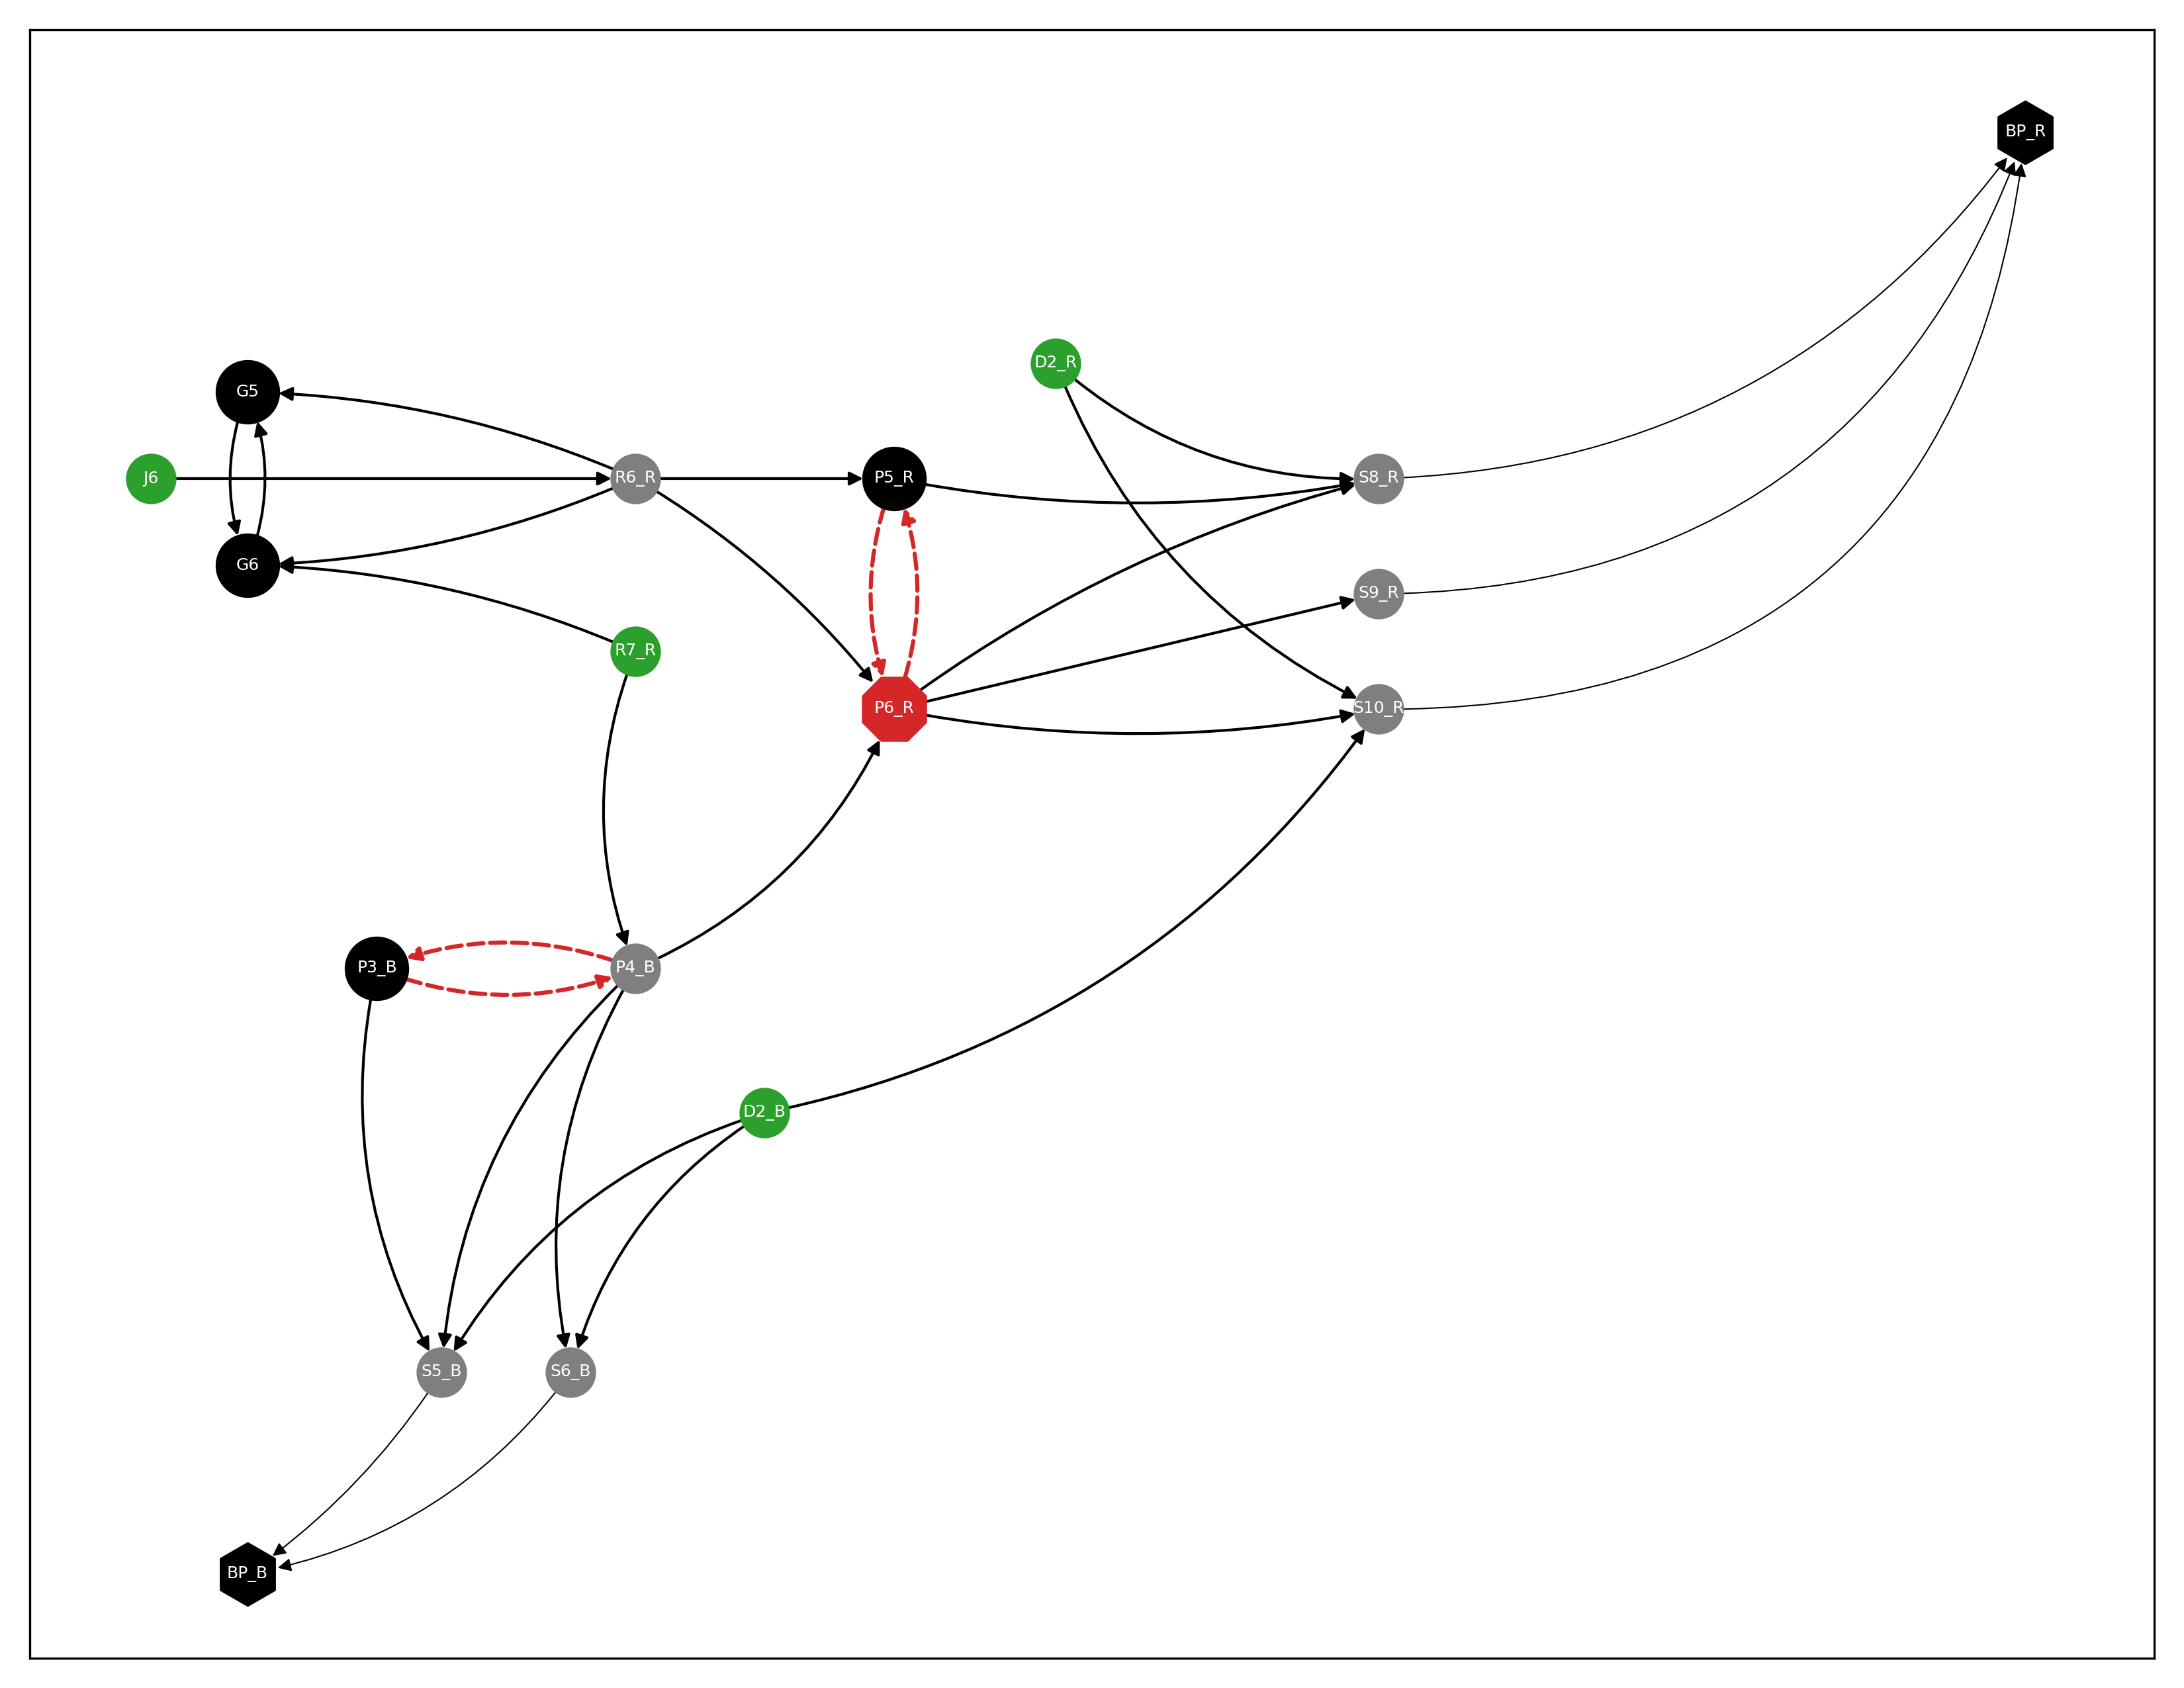 BP_R
D2_R
G5
J6
R6_R
P5_R
S8_R
G6
S9_R
R7_R
P6_R
S10_R
P3_B
P4_B
D2_B
S5_B
S6_B
BP_B